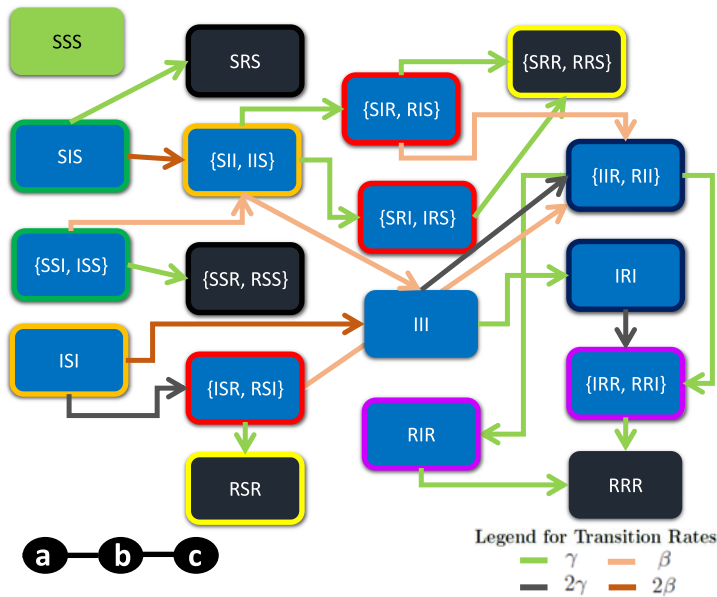 SSS
SRS
{SRR, RRS}
{SIR, RIS}
SIS
{SII, IIS}
{IIR, RII}
{SRI, IRS}
{SSI, ISS}
{SSR, RSS}
IRI
III
ISI
{ISR, RSI}
{IRR, RRI}
RIR
RSR
RRR
a b c
Legend for Transition Rates
γ β
2γ 2β